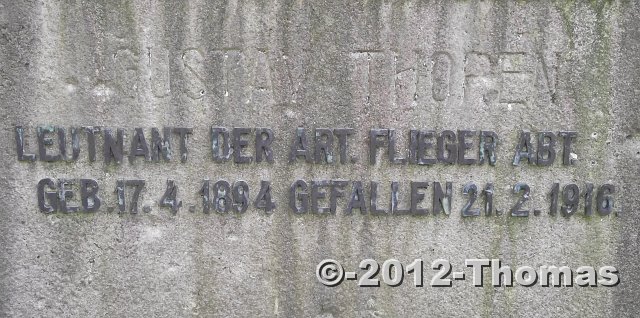 GUSTAV THOREN
LEUTNANT DER ART. FLIEGER ABT.
GEB. 17. 4. 1894 GEFALLEN 21. 2. 1916.
©-2012-Thomas